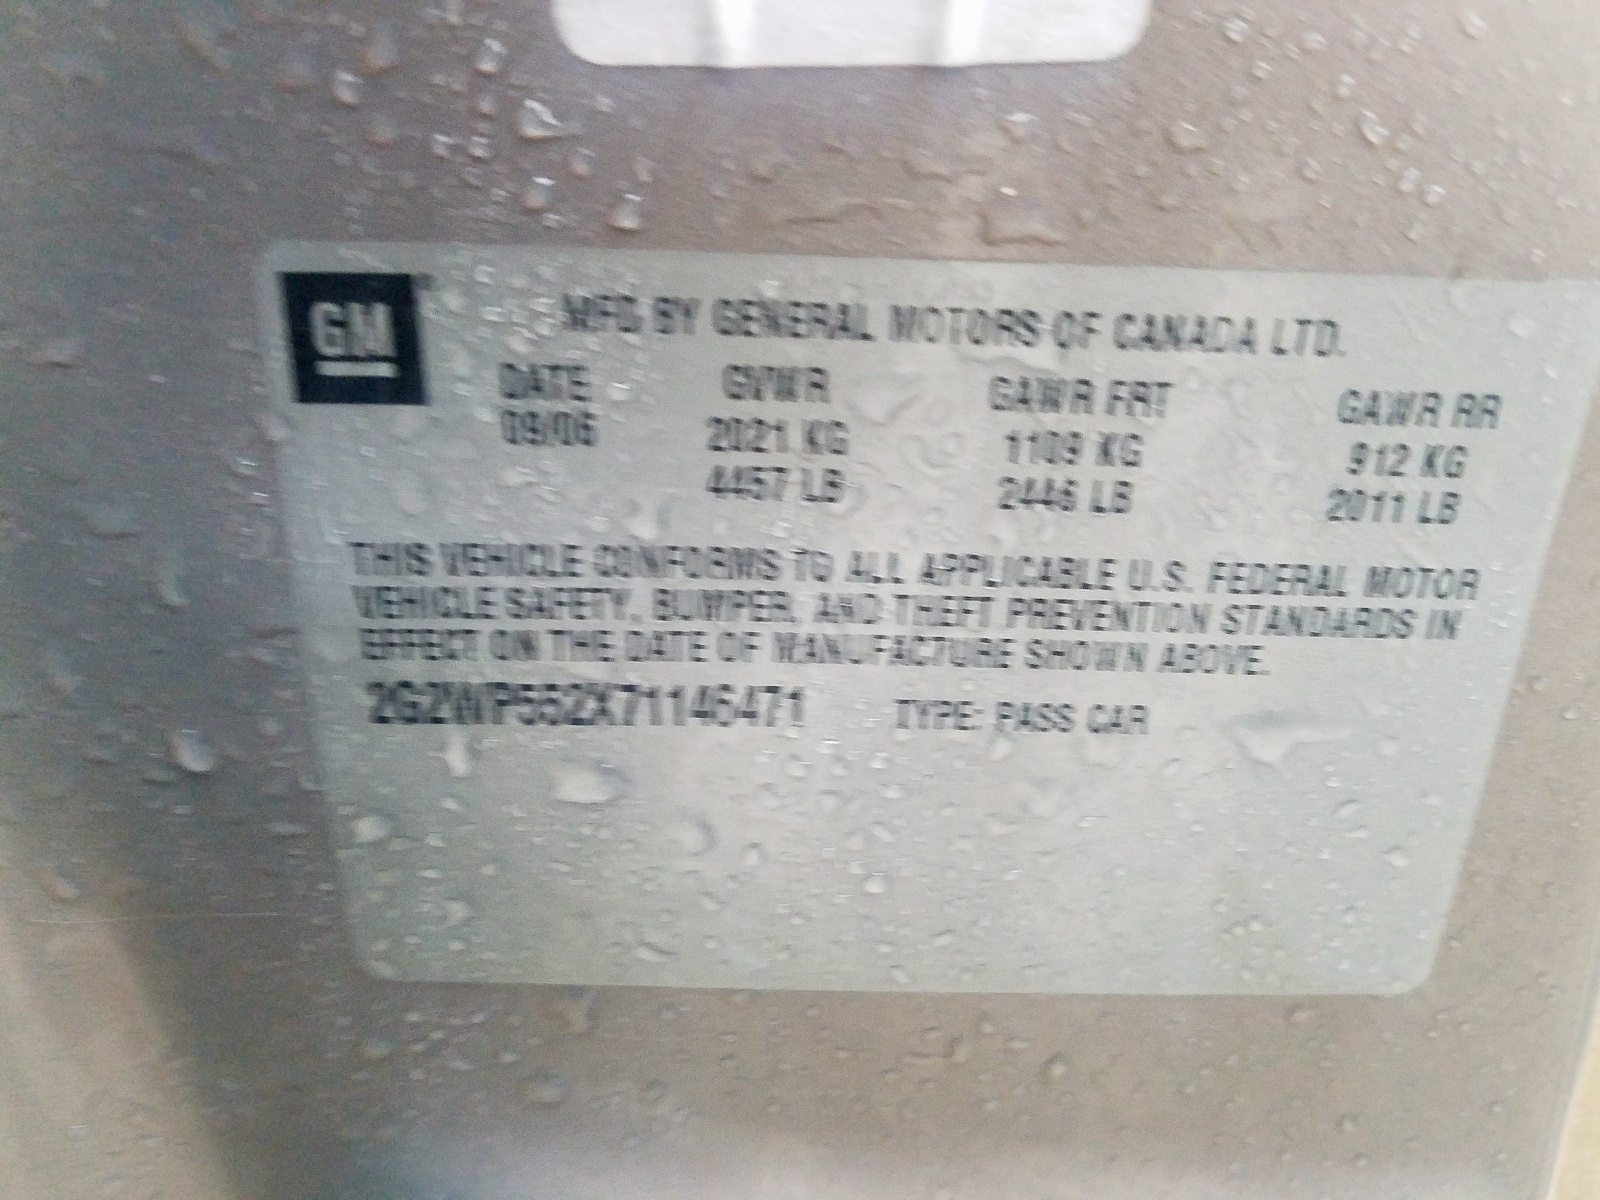 GM
MFD BY GENERAL MOTORS OF CANADA LTD.
DATE GVWR GAWR FRT GAWR RR
09/06 2021 KG 1109 KG 912 KG
4457 LB 2446 LB 2011 LB
THIS VEHICLE CONFORMS TO ALL APPLICABLE U.S. FEDERAL MOTOR
VEHICLE SAFETY, BUMPER, AND THEFT PREVENTION STANDARDS IN
EFFECT ON THE DATE OF MANUFACTURE SHOWN ABOVE.
2G2WP552X71146471 TYPE: PASS CAR